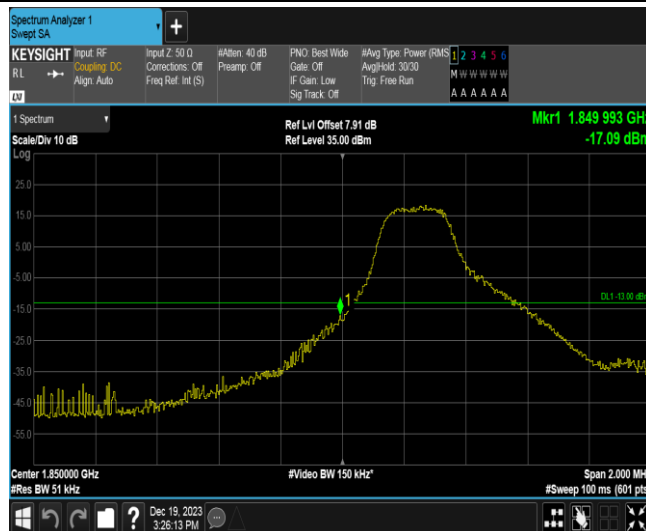 Spectrum Analyzer 1
Swept SA
KEYSIGHT
RL
Input: RF
Coupling: DC
Align: Auto
Input Z: 50 Ω
Corrections: Off
Freq Ref: Int (S)
#Atten: 40 dB
Preamp: Off
PNO: Best Wide
Gate: Off
IF Gain: Low
Sig Track: Off
#Avg Type: Power (RMS
Avg|Hold: 30/30
Trig: Free Run
1 2 3 4 5 6
M W W W W W
A A A A A A
1 Spectrum
Scale/Div 10 dB
Log
Ref Lvl Offset 7.91 dB
Ref Level 35.00 dBm
Mkr1 1.849 993 GHz
-17.09 dBm
25.0
15.0
5.00
-5.00
-15.0
-25.0
-35.0
-45.0
-55.0
1
DL1 -13.00 dBm
Center 1.850000 GHz
#Res BW 51 kHz
#Video BW 150 kHz*
Span 2.000 MH
#Sweep 100 ms (601 pts
Dec 19, 2023
3:26:13 PM